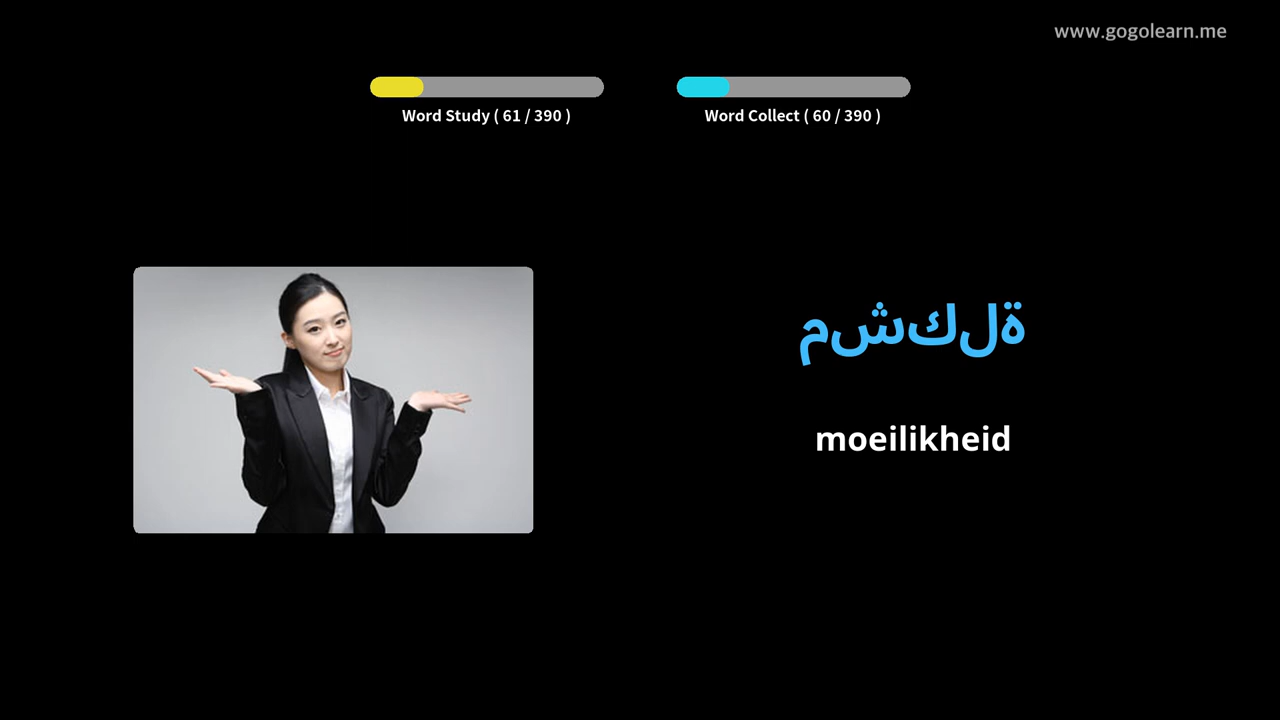 www.gogolearn.me
Word Study ( 61 / 390 )
Word Collect ( 60 / 390 )
مشكلة
moeilikheid